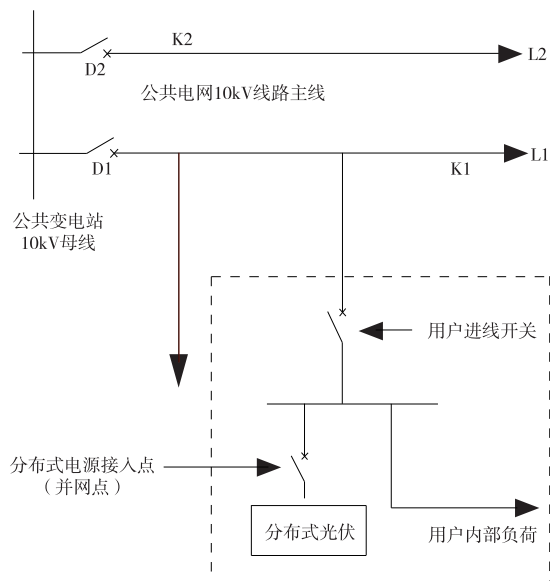 K2
D2
L2
公共电网10kV线路主线
D1
K1
L1
公共变电站
10kV母线
用户进线开关
分布式电源接入点
（并网点）
分布式光伏
用户内部负荷